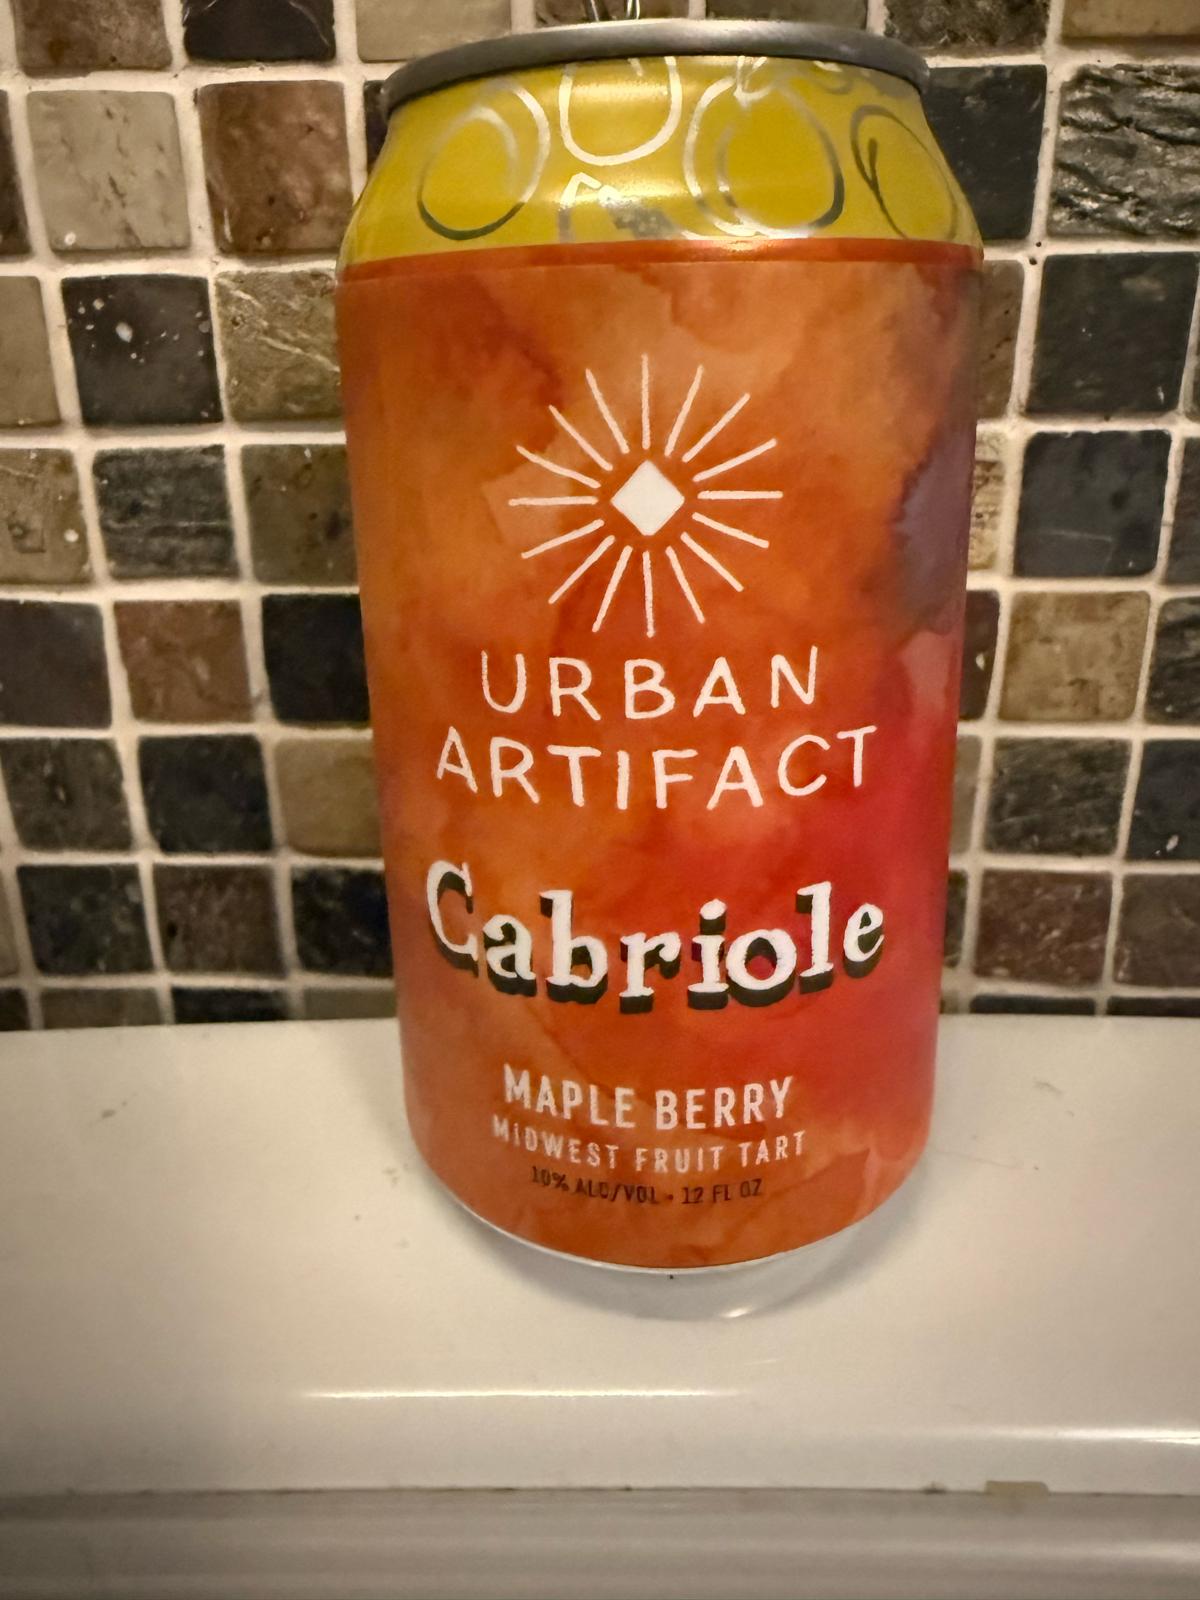 URBAN
ARTIFACT
Cabriole
MAPLE BERRY
MIDWEST FRUIT TART
10% ALC/VOL • 12 FL OZ